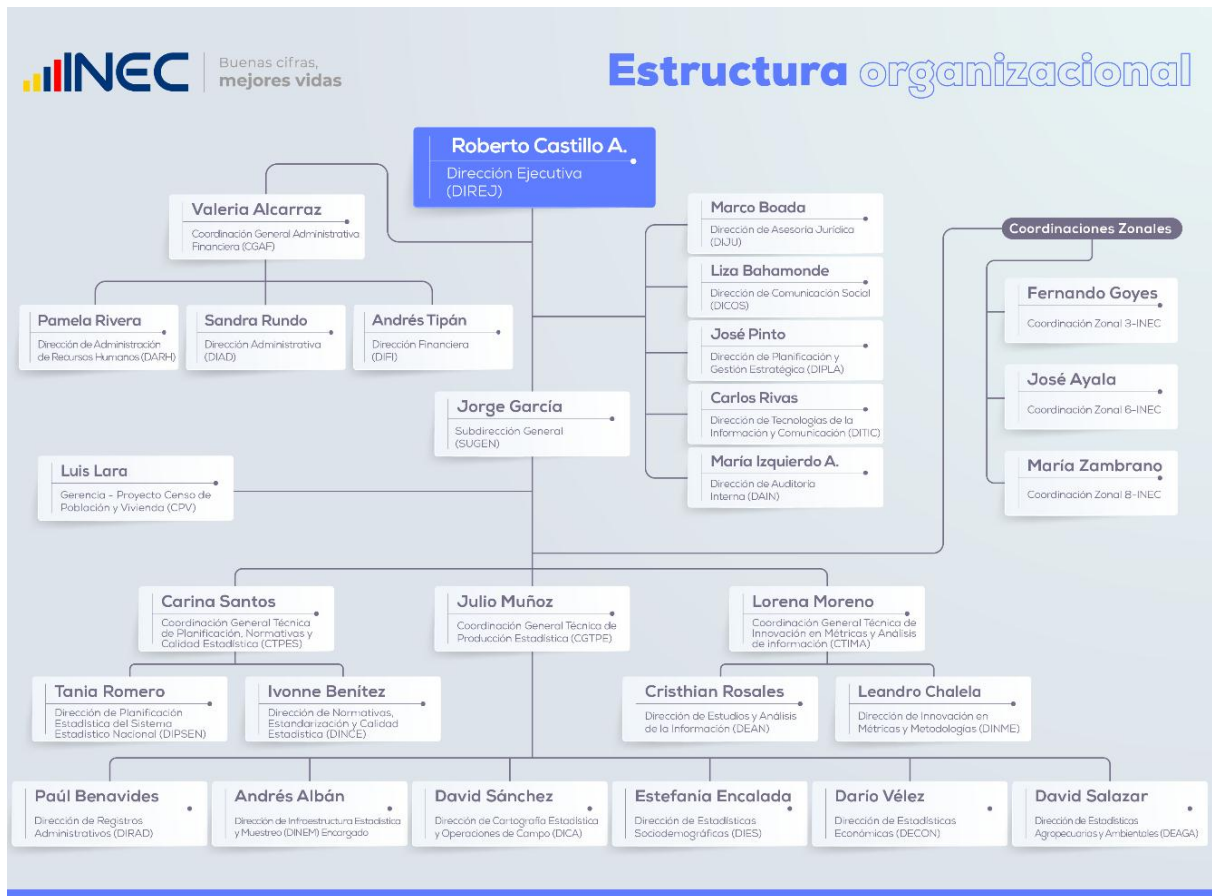 INEC
Buenas cifras,
mejores vidas
Estructura organizacional
Roberto Castillo A.
Dirección Ejecutiva
(DIREJ)
Valeria Alcarraz
Coordinación General Administrativa
Financiera (CGAF)
Pamela Rivera
Dirección de Administración
de Recursos Humanos (DARH)
Sandra Rundo
Dirección Administrativa
(DIAD)
Andrés Tipán
Dirección Financiera
(DIFI)
Marco Boada
Dirección de Asesoría Jurídica
(DIJU)
Liza Bahamonde
Dirección de Comunicación Social
(DICOS)
José Pinto
Dirección de Planificación y
Gestión Estratégica (DIPLA)
Carlos Rivas
Dirección de Tecnologías de la
Información y Comunicación (DITIC)
María Izquierdo A.
Dirección de Auditoría
Interna (DAIN)
Coordinaciones Zonales
Fernando Goyes
Coordinación Zonal 3-INEC
José Ayala
Coordinación Zonal 6-INEC
María Zambrano
Coordinación Zonal 8-INEC
Jorge García
Subdirección General
(SUGEN)
Luis Lara
Gerencia - Proyecto Censo de
Población y Vivienda (CPV)
Carina Santos
Coordinación General Técnica
de Planificación, Normativas y
Calidad Estadística (CTPES)
Julio Muñoz
Coordinación General Técnica de
Producción Estadística (CGTPE)
Lorena Moreno
Coordinación General Técnica de
Innovación en Métricas y Análisis
de información (CTIMA)
Tania Romero
Dirección de Planificación
Estadística del Sistema
Estadístico Nacional (DIPSEN)
Ivonne Benítez
Dirección de Normativas,
Estandarización y Calidad
Estadística (DINCE)
Cristhian Rosales
Dirección de Estudios y Análisis
de la Información (DEAN)
Leandro Chalela
Dirección de Innovación en
Métricas y Metodologías (DINME)
Paúl Benavides
Dirección de Registros
Administrativos (DIRAD)
Andrés Albán
Dirección de Infraestructura Estadística
y Muestreo (DINEM) Encargado
David Sánchez
Dirección de Cartografía Estadística
y Operaciones de Campo (DICA)
Estefania Encalada
Dirección de Estadísticas
Sociodemográficas (DIES)
Darío Vélez
Dirección de Estadísticas
Económicas (DECON)
David Salazar
Dirección de Estadísticas
Agropecuarias y Ambientales (DEAGA)